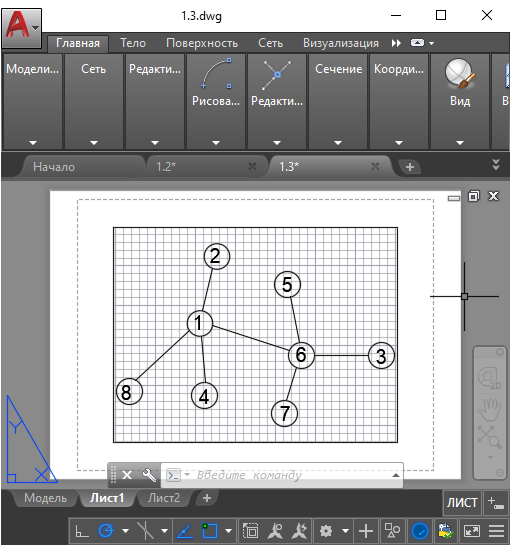 1.3.dwg
A
Главная Тело Поверхность Сеть Визуализация
Модели... Сеть Редакти... Рисова... Редакти... Сечение Коорди... Вид В
Начало 1.2* 1.3*
2
5
1
6 3
8 4
7
2D
Y
X
Введите команду
Модель Лист1 Лист2
ЛИСТ